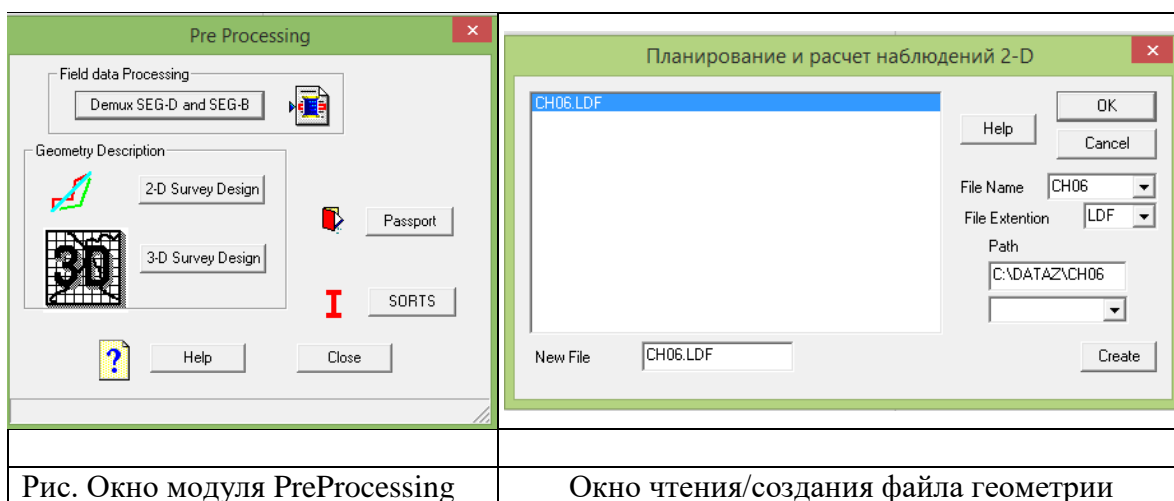 Pre Processing
Field data Processing
Demux SEG-D and SEG-B
Geometry Description
2-D Survey Design
3D
3-D Survey Design
Passport
I
SORTS
?
Help
Close
Планирование и расчет наблюдений 2-D
CH06.LDF
OK
Help
Cancel
File Name CH06
File Extention LDF
Path
C:\DATAZ\CH06
New File CH06.LDF
Create
Рис. Окно модуля PreProcessing
Окно чтения/создания файла геометрии